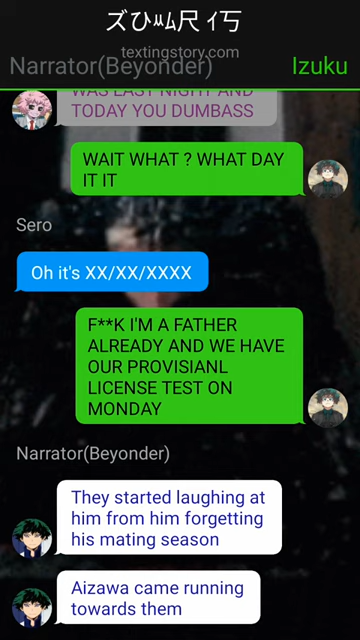 ズひﾶﾑ尺 ｲ丂
textingstory.com
Narrator(Beyonder) Izuku
WAS LAST NIGHT AND
TODAY YOU DUMBASS
WAIT WHAT ? WHAT DAY
IT IT
Sero
Oh it's XX/XX/XXXX
F**K I'M A FATHER
ALREADY AND WE HAVE
OUR PROVISIANL
LICENSE TEST ON
MONDAY
Narrator(Beyonder)
They started laughing at
him from him forgetting
his mating season
Aizawa came running
towards them